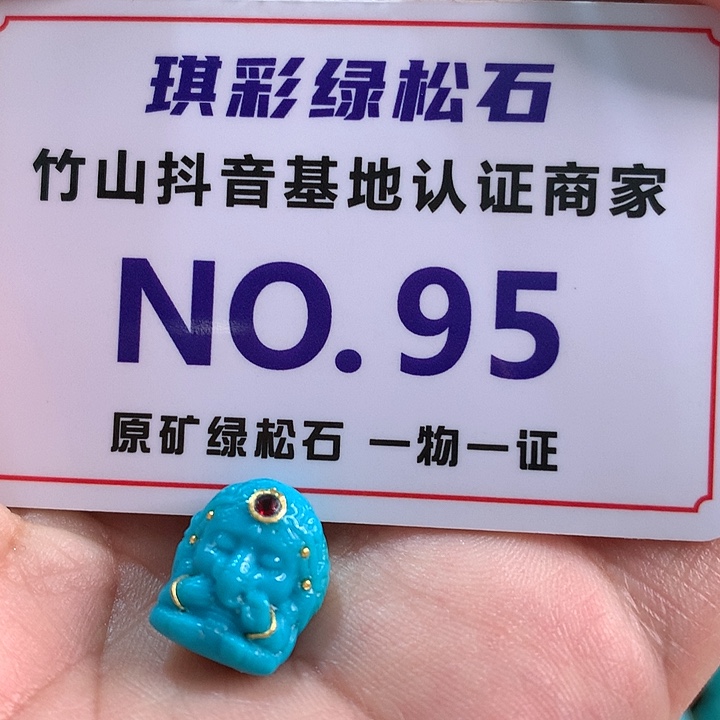 琪彩绿松石
竹山抖音基地认证商家
NO.95
原矿绿松石 一物一证